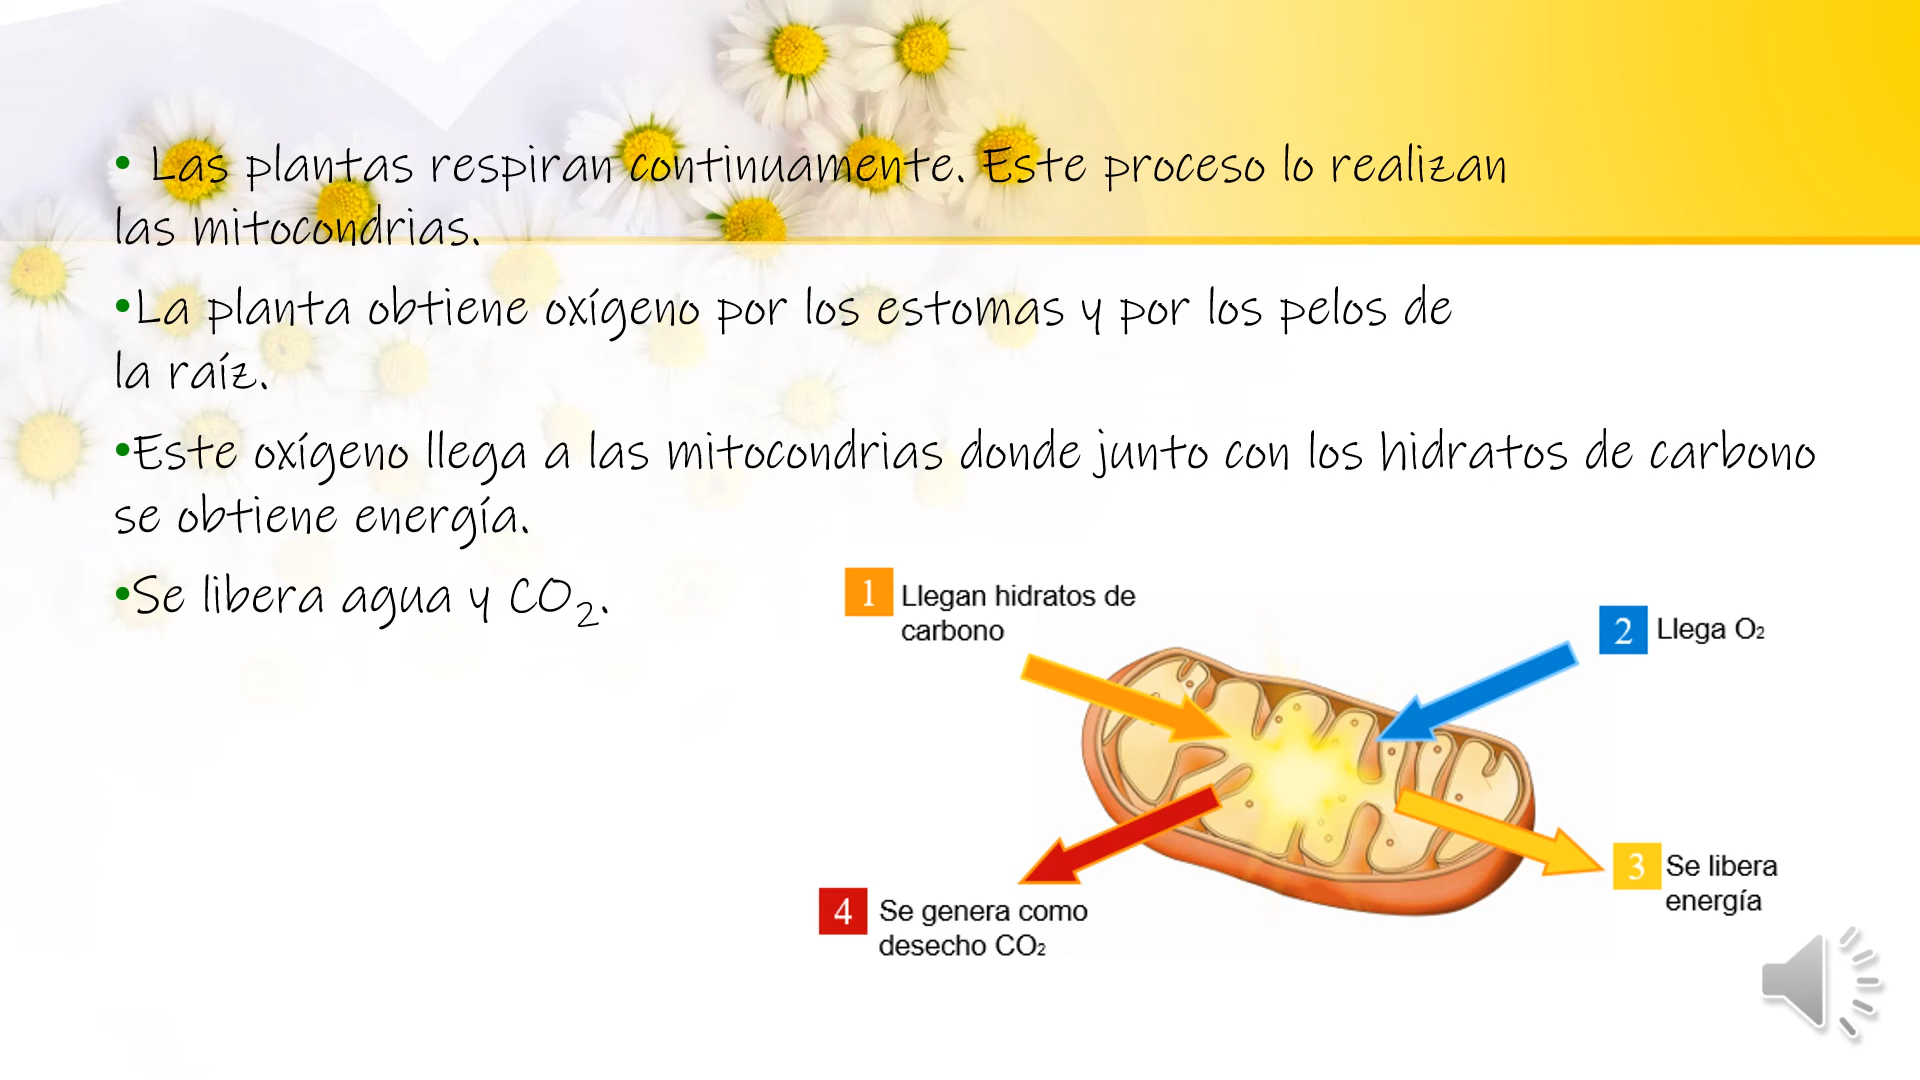 • Las plantas respiran continuamente. Este proceso lo realizan
las mitocondrias.
•La planta obtiene oxígeno por los estomas y por los pelos de
la raíz.
•Este oxígeno llega a las mitocondrias donde junto con los hidratos de carbono
se obtiene energía.
•Se libera agua y CO₂.
1 Llegan hidratos de
carbono
2 Llega O₂
3 Se libera
energía
4 Se genera como
desecho CO₂